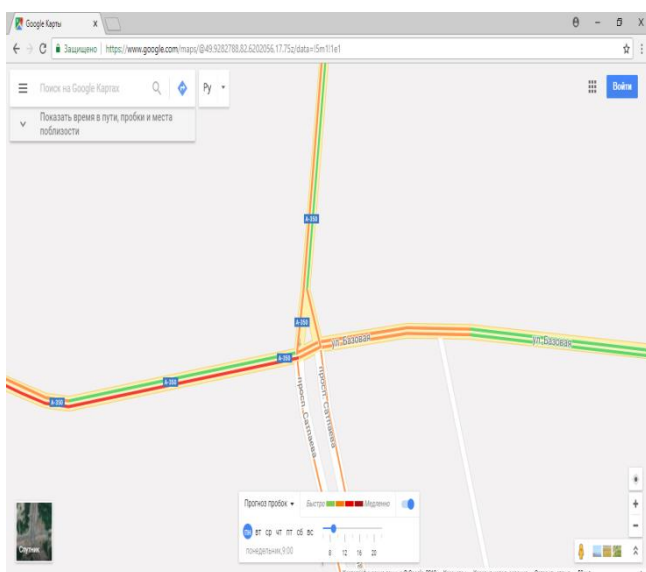 Google Карты
Защищено | https://www.google.com/maps/@49.9282788,82.6202056,17.75z/data=!5m1!1e1
Поиск на Google Картах
Ру
Войти
Показать время в пути, пробки и места
поблизости
А-350
А-350
ул. Базовая
ул. Базовая
А-350
А-350
А-350
просп. Сатпаева
просп. Сатпаева
Прогноз пробок
Быстро
Медленно
пн вт ср чт пт сб вс
понедельник, 9:00
8 12 16 20
Спутник